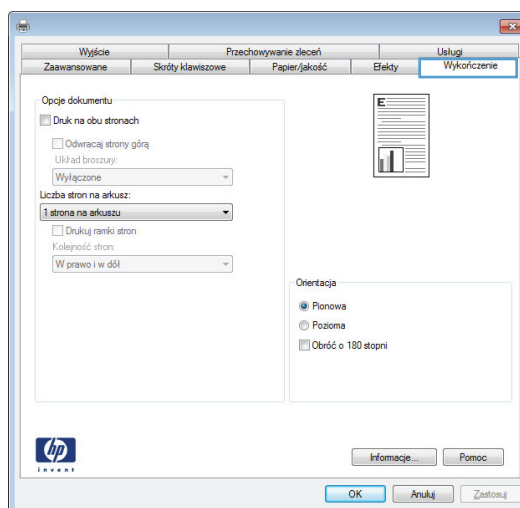 Wyjście
Przechowywanie zleceń
Usługi
Zaawansowane
Skróty klawiszowe
Papier/jakość
Efekty
Wykończenie
Opcje dokumentu
Druk na obu stronach
Odwracaj strony górą
Układ broszury:
Wyłączone
Liczba stron na arkusz:
1 strona na arkuszu
Drukuj ramki stron
Kolejność stron:
W prawo i w dół
E
Orientacja
Pionowa
Pozioma
Obróć o 180 stopni
hp
invent
Informacje...
Pomoc
OK
Anuluj
Zastosuj